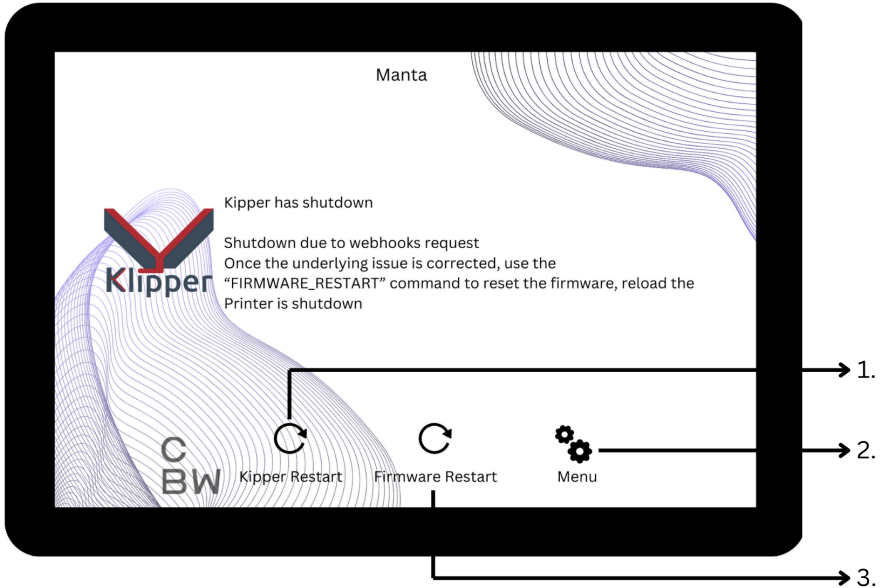 Manta
Kipper has shutdown
Shutdown due to webhooks request
Once the underlying issue is corrected, use the
“FIRMWARE_RESTART” command to reset the firmware, reload the
Printer is shutdown
Klipper
1.
C
BW
Kipper Restart
Firmware Restart
Menu
2.
3.